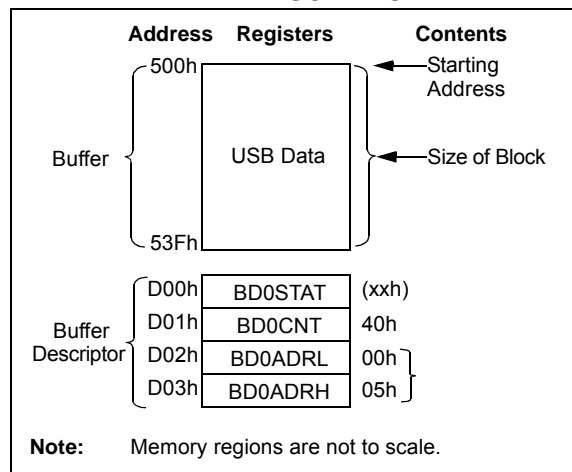 Address Registers Contents
500h Starting Address
Buffer USB Data Size of Block
53Fh
D00h BD0STAT (xxh)
D01h BD0CNT 40h
Buffer Descriptor
D02h BD0ADRL 00h
D03h BD0ADRH 05h
Note: Memory regions are not to scale.